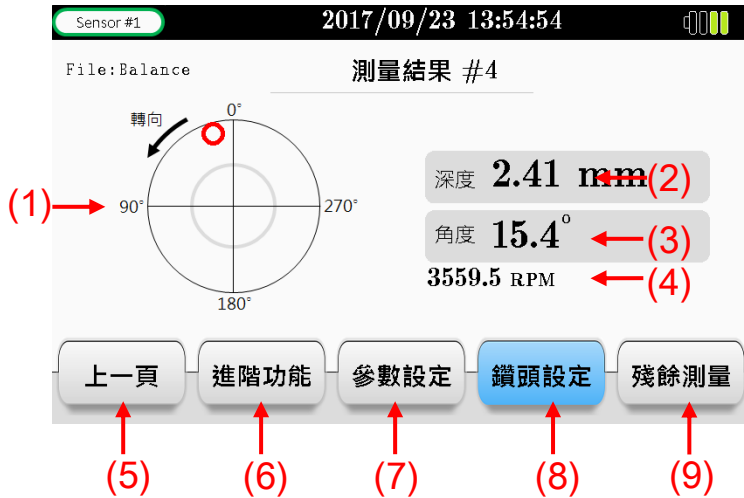 Sensor #1
2017/09/23 13:54:54
File:Balance
測量結果 #4
轉向
0°
(1)
90°
270°
180°
深度 2.41 mm
(2)
角度 15.4°
(3)
3559.5 RPM
(4)
上一頁
進階功能
參數設定
鑽頭設定
殘餘測量
(5)
(6)
(7)
(8)
(9)